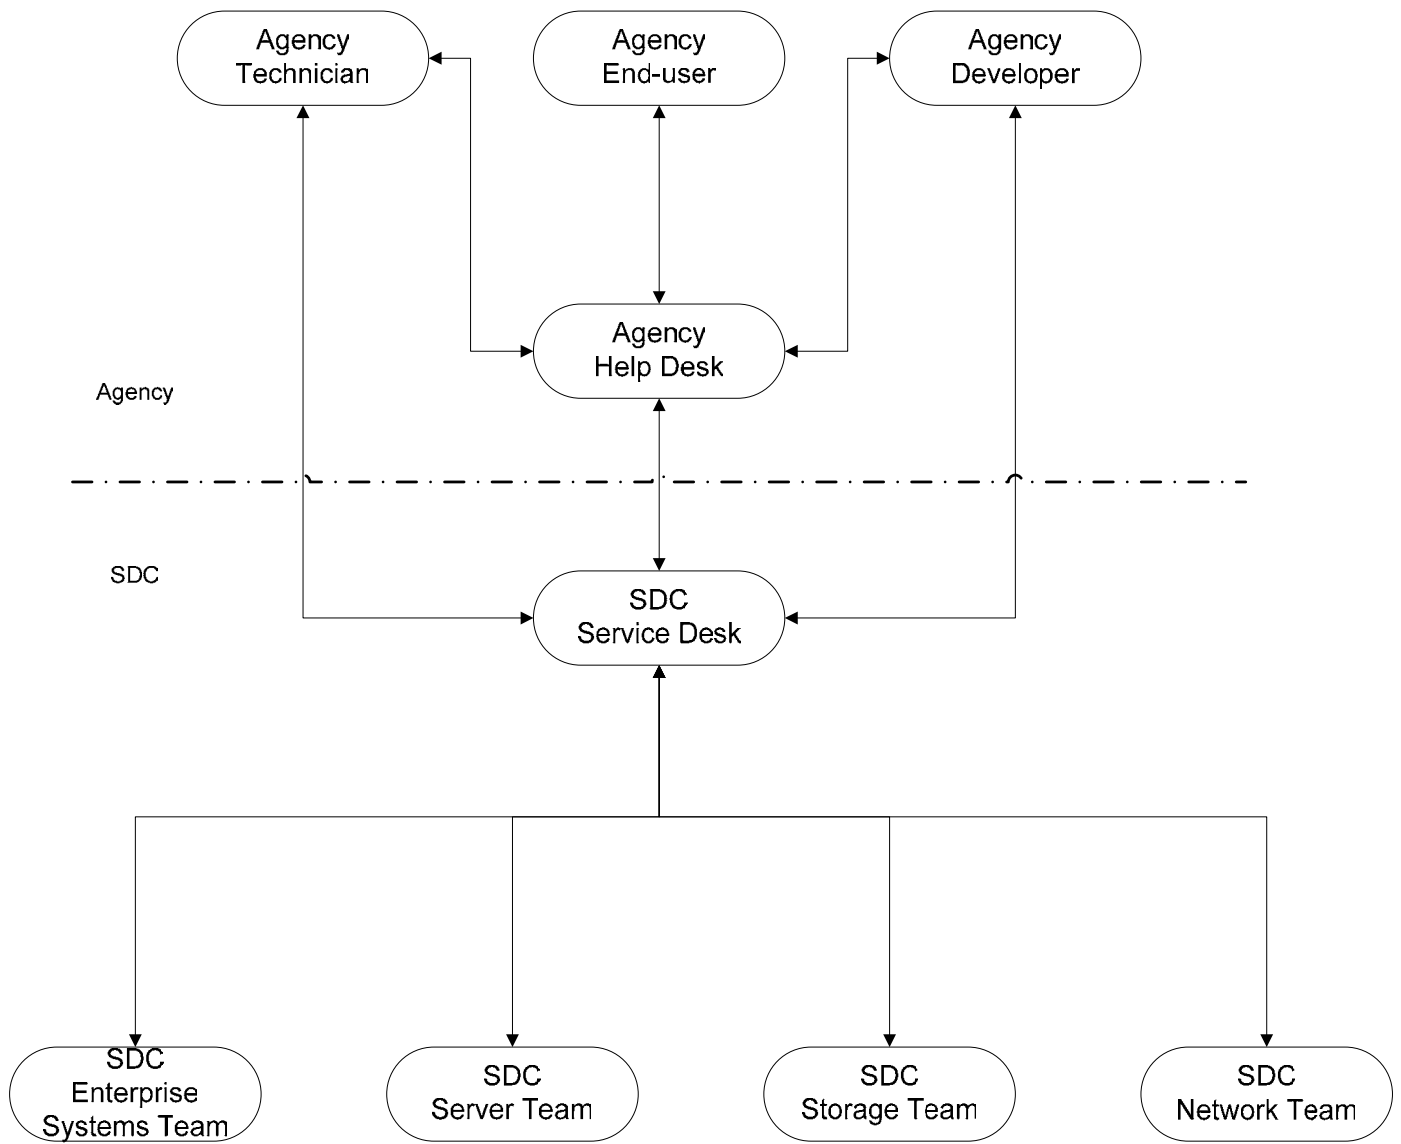 Agency
Technician
Agency
End-user
Agency
Developer
Agency
Help Desk
Agency
SDC
SDC
Service Desk
SDC
Enterprise
Systems Team
SDC
Server Team
SDC
Storage Team
SDC
Network Team